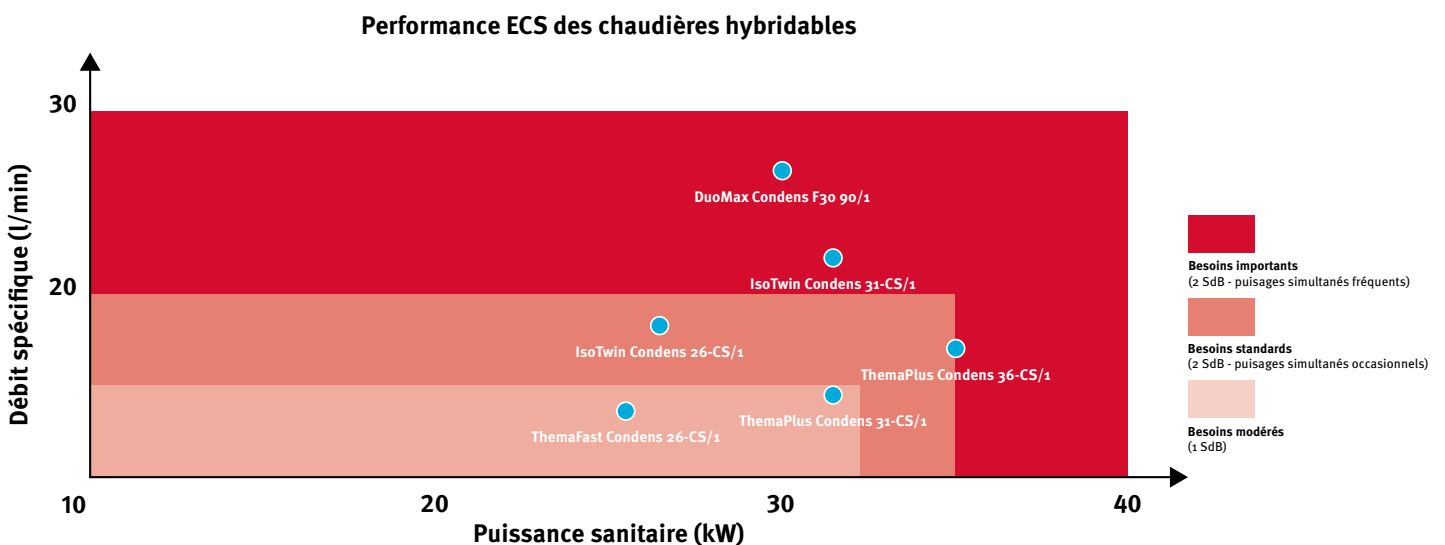 Performance ECS des chaudières hybridables
30
20
10
20
30
40
Débit spécifique (l/min)
Puissance sanitaire (kW)
DuoMax Condens F30 90/1
IsoTwin Condens 31-CS/1
IsoTwin Condens 26-CS/1
ThemaPlus Condens 36-CS/1
ThemaPlus Condens 31-CS/1
ThemaFast Condens 26-CS/1
Besoins importants
(2 SdB - puisages simultanés fréquents)
Besoins standards
(2 SdB - puisages simultanés occasionnels)
Besoins modérés
(1 SdB)